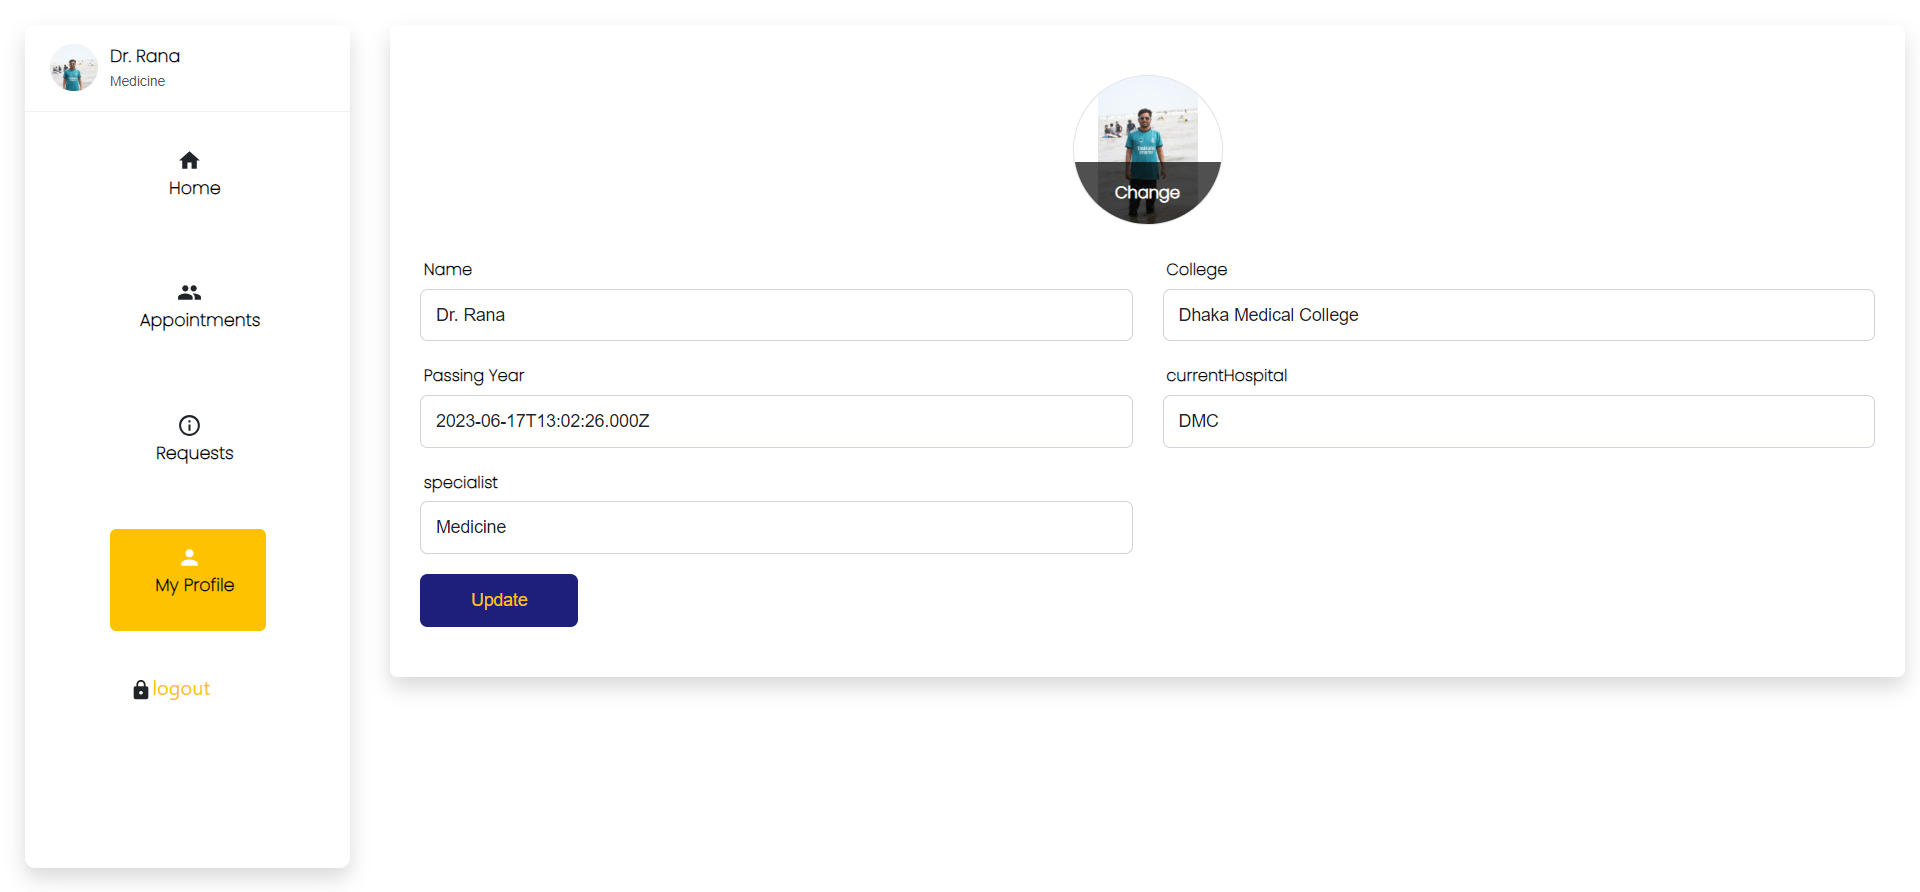 Dr. Rana
Medicine
Home
Appointments
Requests
My Profile
logout
Change
Name
College
Dr. Rana
Dhaka Medical College
Passing Year
currentHospital
2023-06-17T13:02:26.000Z
DMC
specialist
Medicine
Update